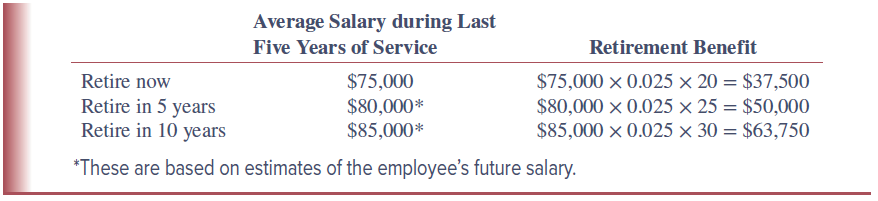 Average Salary during Last
Five Years of Service Retirement Benefit
Retire now $75,000 $75,000 × 0.025 × 20 = $37,500
Retire in 5 years $80,000* $80,000 × 0.025 × 25 = $50,000
Retire in 10 years $85,000* $85,000 × 0.025 × 30 = $63,750
*These are based on estimates of the employee’s future salary.